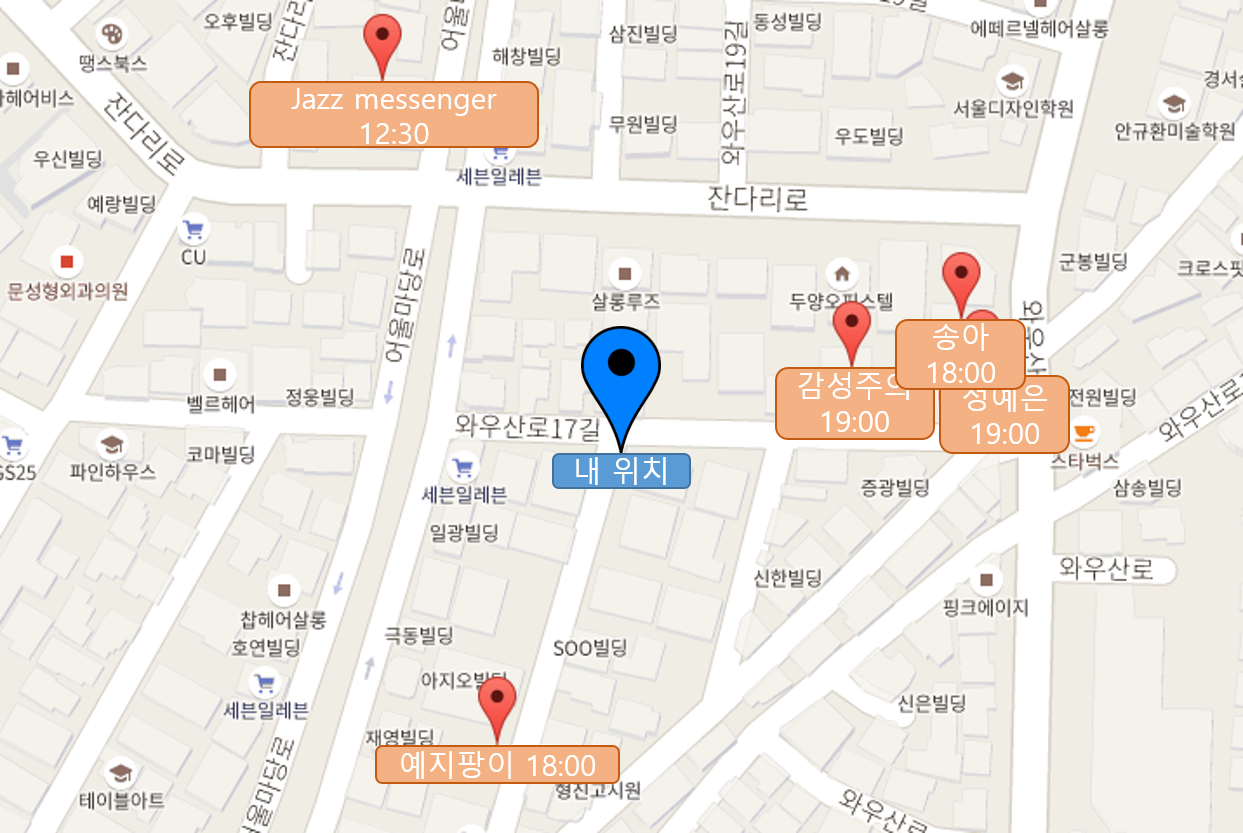 오후빌딩
잔다리
어울마
삼진빌딩
동성빌딩
19길
에떼르넬헤어살롱
땡스북스
해창빌딩
Jazz messenger
12:30
헤어비스
잔다리로
무원빌딩
와우산로19길
우도빌딩
서울디자인학원
경서
안규환미술학원
우신빌딩
세븐일레븐
예랑빌딩
잔다리로
CU
문성형외과의원
어울마당로
살롱루즈
두양오피스텔
군봉빌딩
크로스핏
와우산
송아
18:00
벨르헤어
정웅빌딩
감성주의
19:00
정예은
19:00
전원빌딩
와우산로
와우산로17길
내 위치
GS25
파인하우스
코마빌딩
세븐일레븐
스타벅스
증광빌딩
삼송빌딩
일광빌딩
신한빌딩
와우산로
찹헤어살롱
핑크에이지
극동빌딩
호연빌딩
SOO빌딩
아지오빌딩
세븐일레븐
신은빌딩
재영빌딩
예지팡이 18:00
형진고시원
테이블아트
어울마당로
와우산로